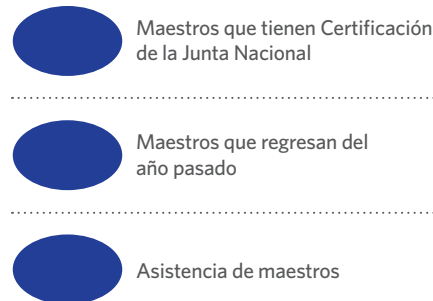 Maestros que tienen Certificación
de la Junta Nacional
Maestros que regresan del
año pasado
Asistencia de maestros